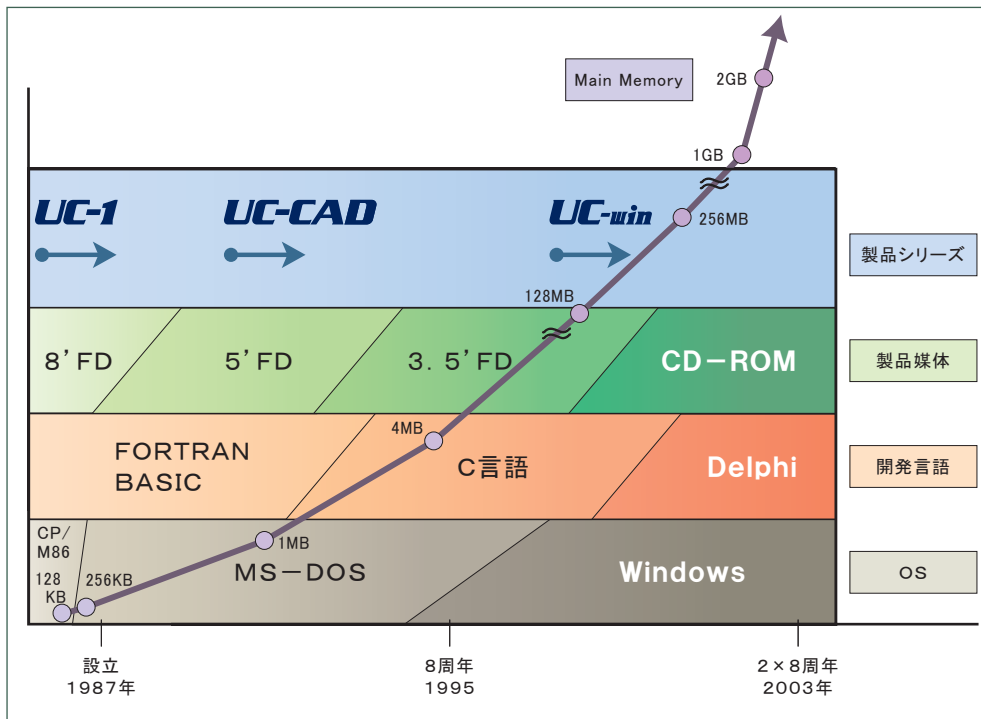 Main Memory
2GB
1GB
UC-1
UC-CAD
UC-win
256MB
製品シリーズ
128MB
8’FD
5’FD
3．5’FD
CD－ROM
製品媒体
4MB
FORTRAN
BASIC
C言語
Delphi
開発言語
CP/
M86
128
KB
256KB
1MB
MS－DOS
Windows
OS
設立
1987年
8周年
1995
2×8周年
2003年